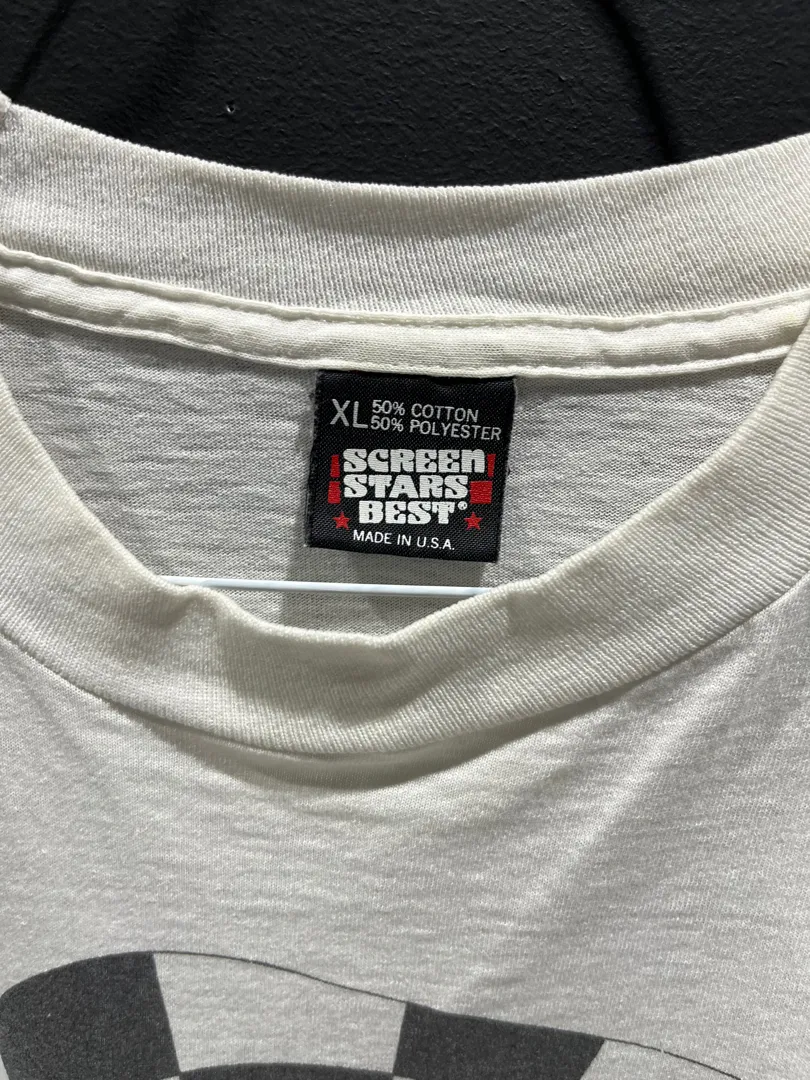 XL 50% COTTON
50% POLYESTER
SCREEN
STARS
BEST®
MADE IN U.S.A.